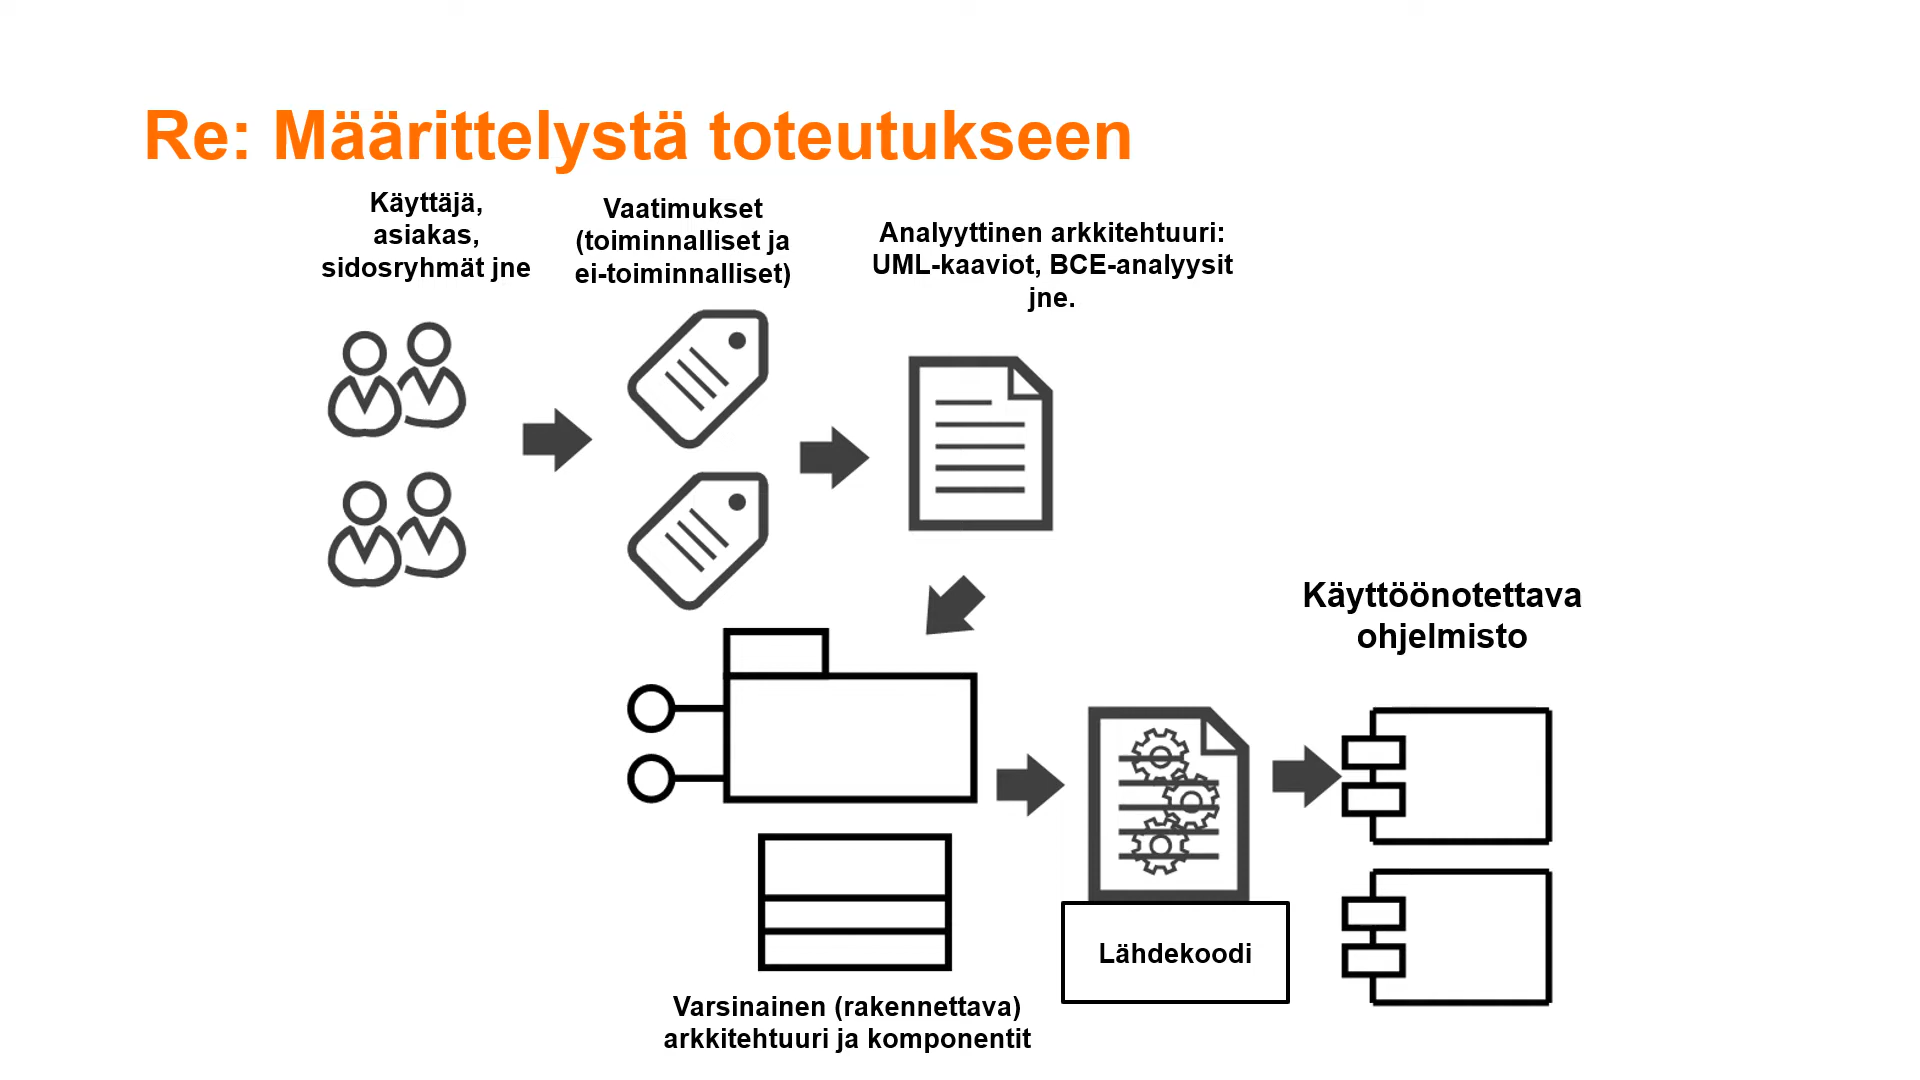 Re: Määrittelystä toteutukseen
Käyttäjä,
asiakas,
sidosryhmät jne
Vaatimukset
(toiminnalliset ja
ei-toiminnalliset)
Analyyttinen arkkitehtuuri:
UML-kaaviot, BCE-analyysit
jne.
Käyttöönotettava
ohjelmisto
Lähdekoodi
Varsinainen (rakennettava)
arkkitehtuuri ja komponentit